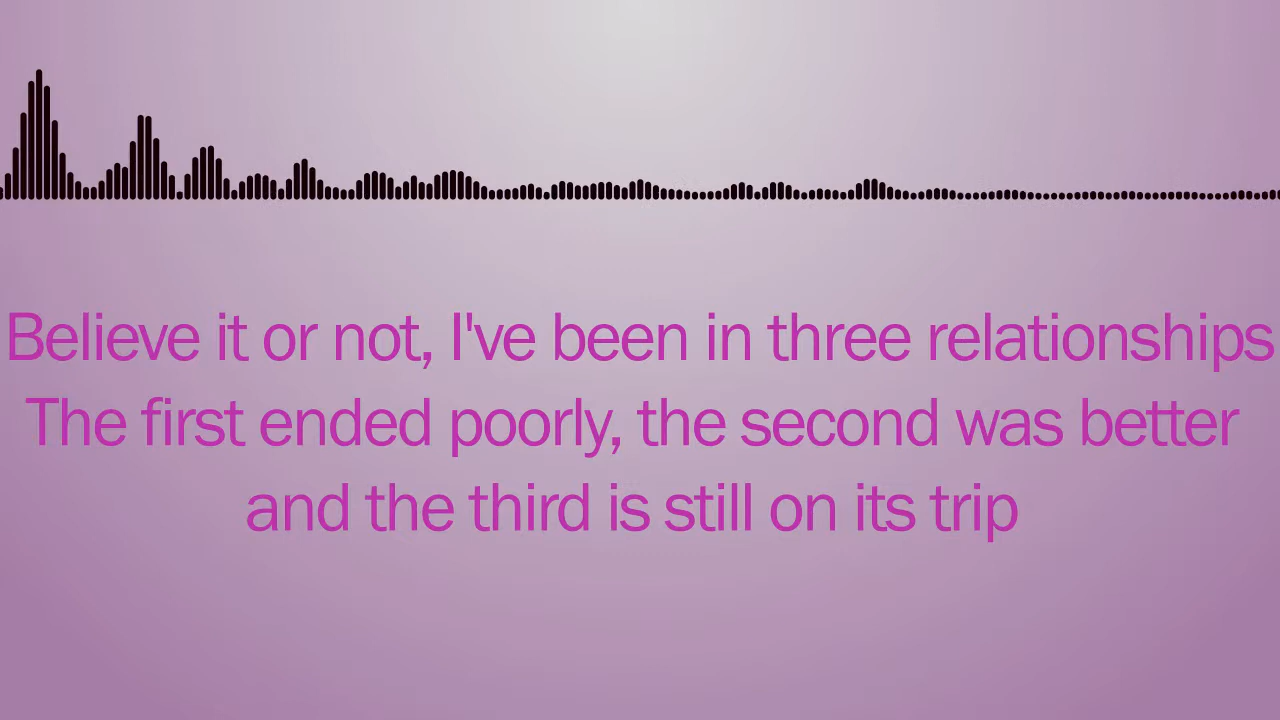 Believe it or not, I've been in three relationships
The first ended poorly, the second was better
and the third is still on its trip